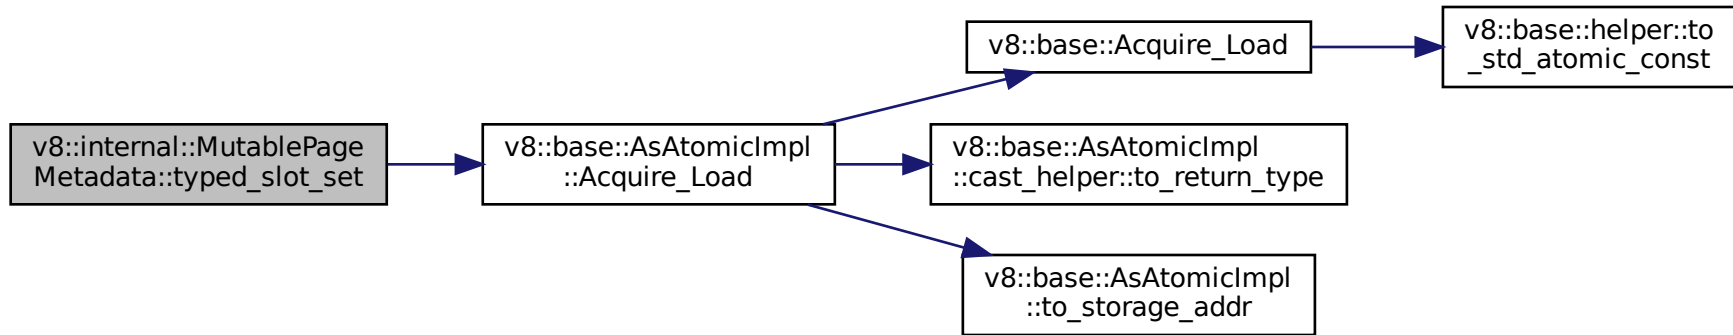 v8::internal::MutablePage
Metadata::typed_slot_set
v8::base::AsAtomicImpl
::Acquire_Load
v8::base::Acquire_Load
v8::base::helper::to
_std_atomic_const
v8::base::AsAtomicImpl
::cast_helper::to_return_type
v8::base::AsAtomicImpl
::to_storage_addr